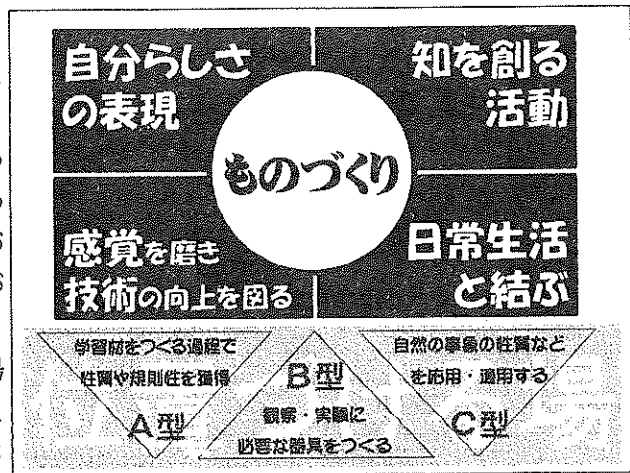 自分らしさ
の表現
知を創る
活動
ものづくり
感覚を磨き
技術の向上を図る
日常生活
と結ぶ
学習材をつくる過程で
性質や規則性を獲得
A型
B型
観察・実験に
必要な器具をつくる
自然の事象の性質など
を応用・適用する
C型